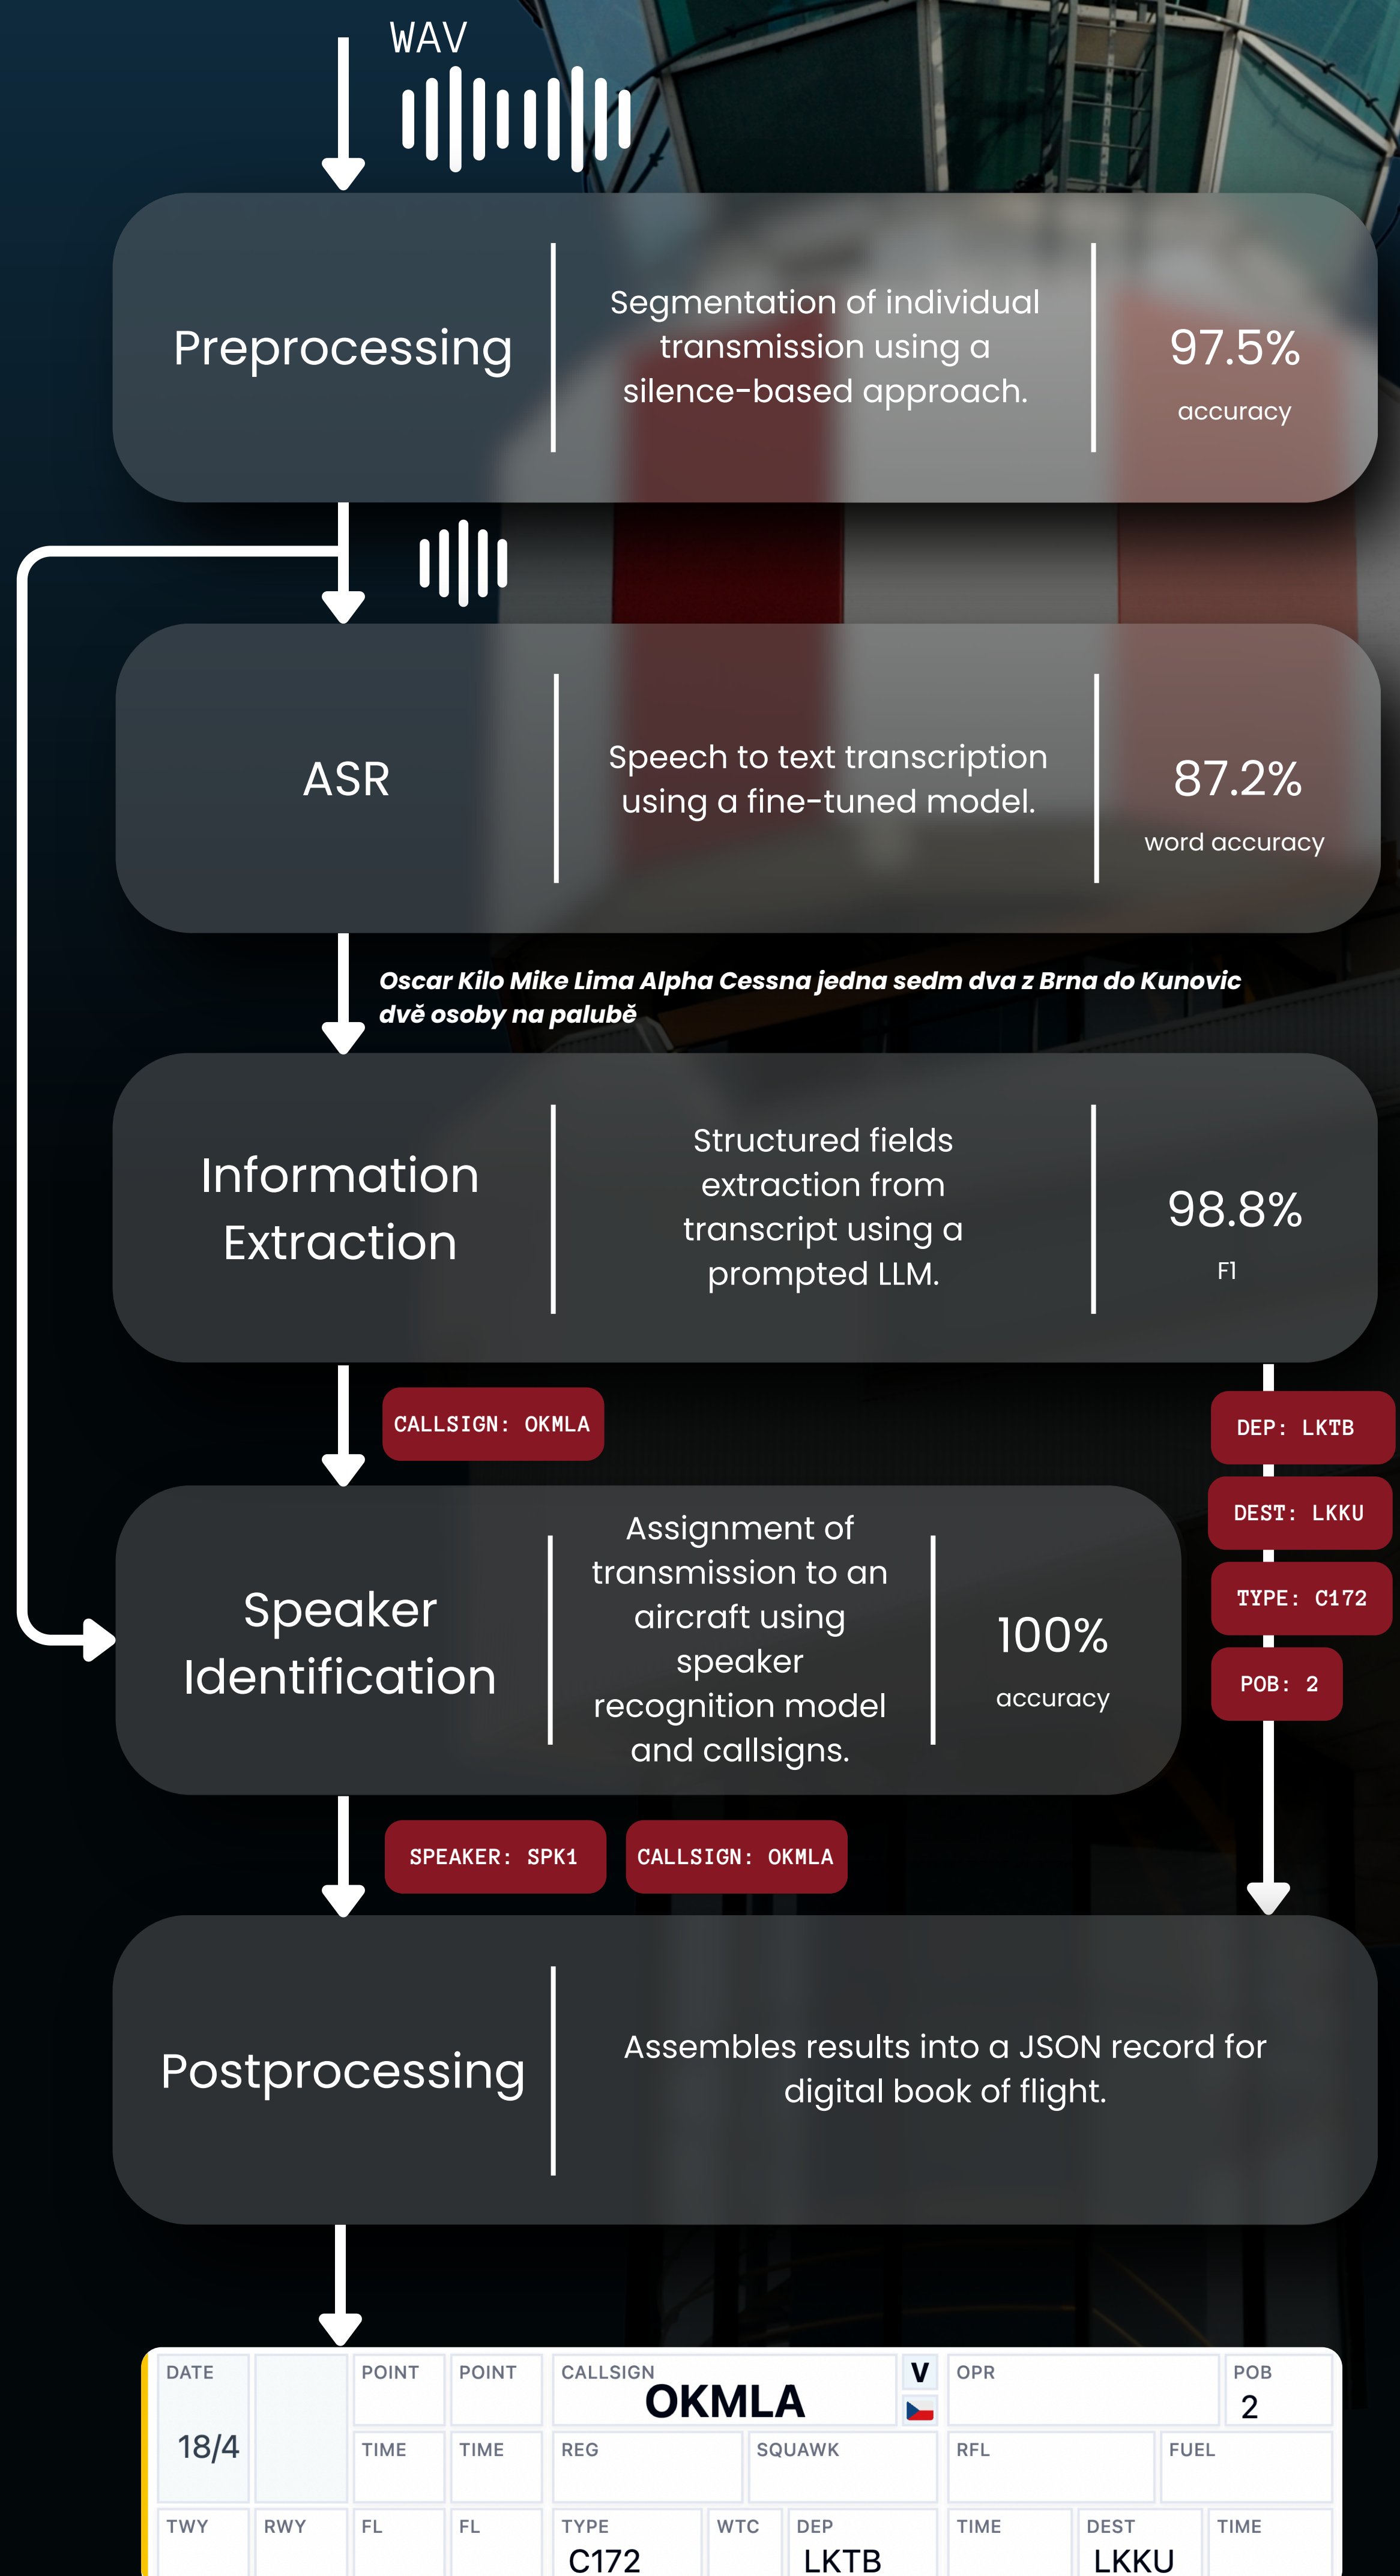 WAV
Preprocessing
Segmentation of individual
transmission using a
silence-based approach.
97.5%
accuracy
ASR
Speech to text transcription
using a fine-tuned model.
87.2%
word accuracy
Oscar Kilo Mike Lima Alpha Cessna jedna sedm dva z Brna do Kunovic
dvě osoby na palubě
Information
Extraction
Structured fields
extraction from
transcript using a
prompted LLM.
98.8%
F1
CALLSIGN: OKMLA
DEP: LKTB
DEST: LKKU
TYPE: C172
POB: 2
Speaker
Identification
Assignment of
transmission to an
aircraft using
speaker
recognition model
and callsigns.
100%
accuracy
SPEAKER: SPK1 CALLSIGN: OKMLA
Postprocessing
Assembles results into a JSON record for
digital book of flight.
DATE POINT POINT CALLSIGN V OPR POB
OKMLA 2
18/4 TIME TIME REG SQUAWK RFL FUEL
TWY RWY FL FL TYPE WTC DEP TIME DEST TIME
C172 LKTB LKKU